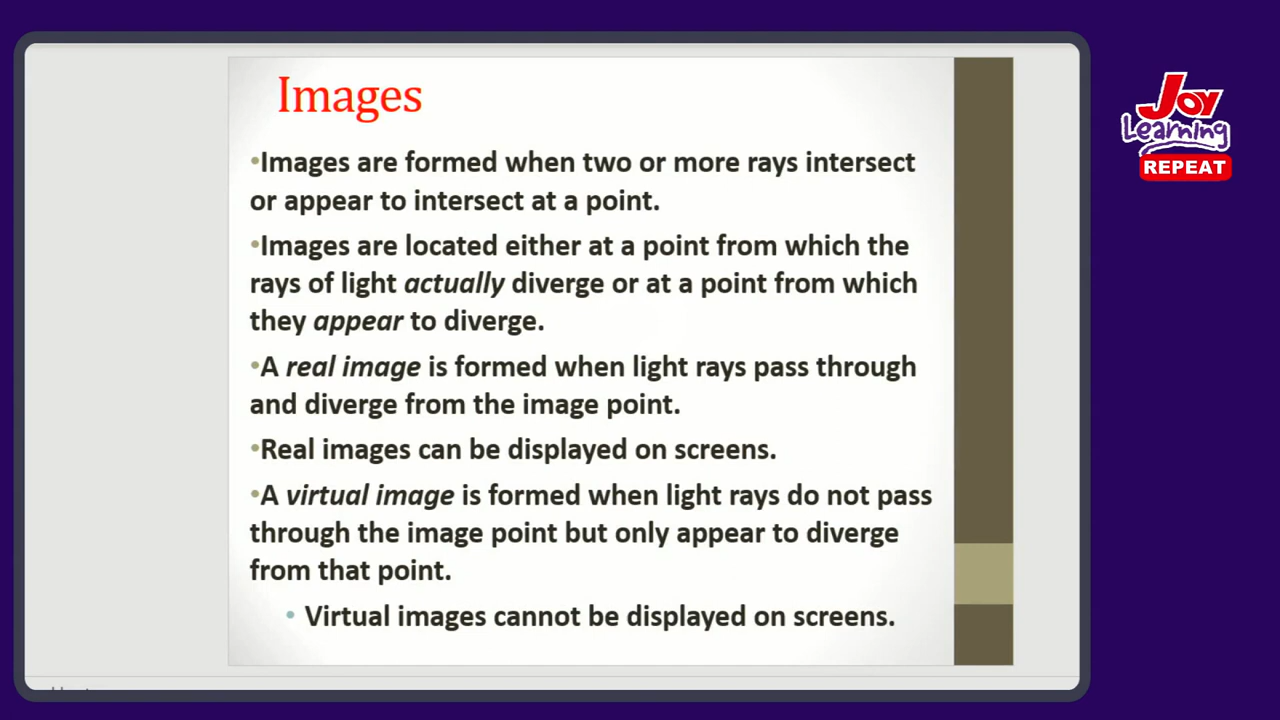 Images
•Images are formed when two or more rays intersect
or appear to intersect at a point.
•Images are located either at a point from which the
rays of light actually diverge or at a point from which
they appear to diverge.
•A real image is formed when light rays pass through
and diverge from the image point.
•Real images can be displayed on screens.
•A virtual image is formed when light rays do not pass
through the image point but only appear to diverge
from that point.
• Virtual images cannot be displayed on screens.
Joy
Learning
REPEAT